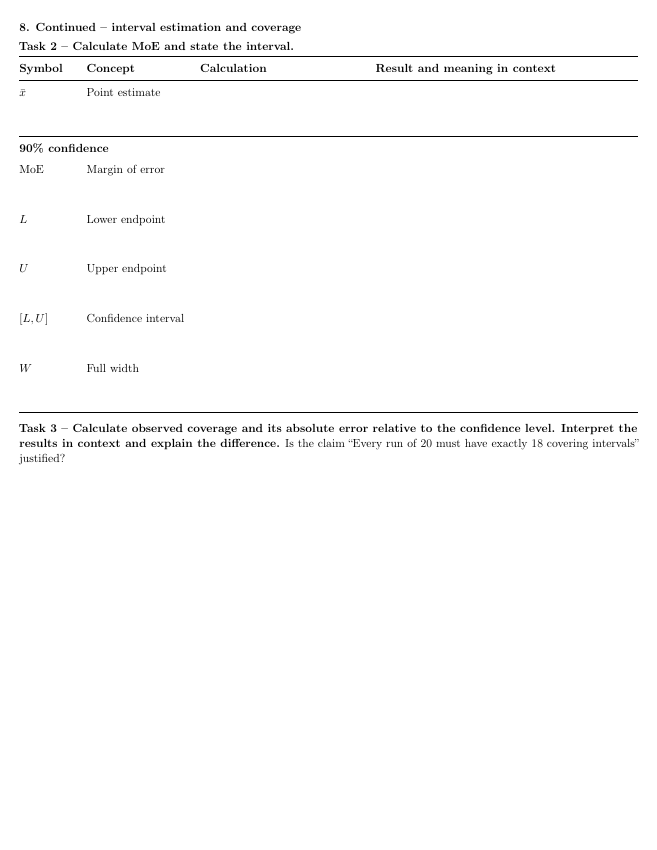 8. Continued – interval estimation and coverage
Task 2 – Calculate MoE and state the interval.
Symbol Concept Calculation Result and meaning in context
x̄ Point estimate
90% confidence
MoE Margin of error
L Lower endpoint
U Upper endpoint
[L, U] Confidence interval
W Full width
Task 3 – Calculate observed coverage and its absolute error relative to the confidence level. Interpret the
results in context and explain the difference. Is the claim “Every run of 20 must have exactly 18 covering intervals”
justified?